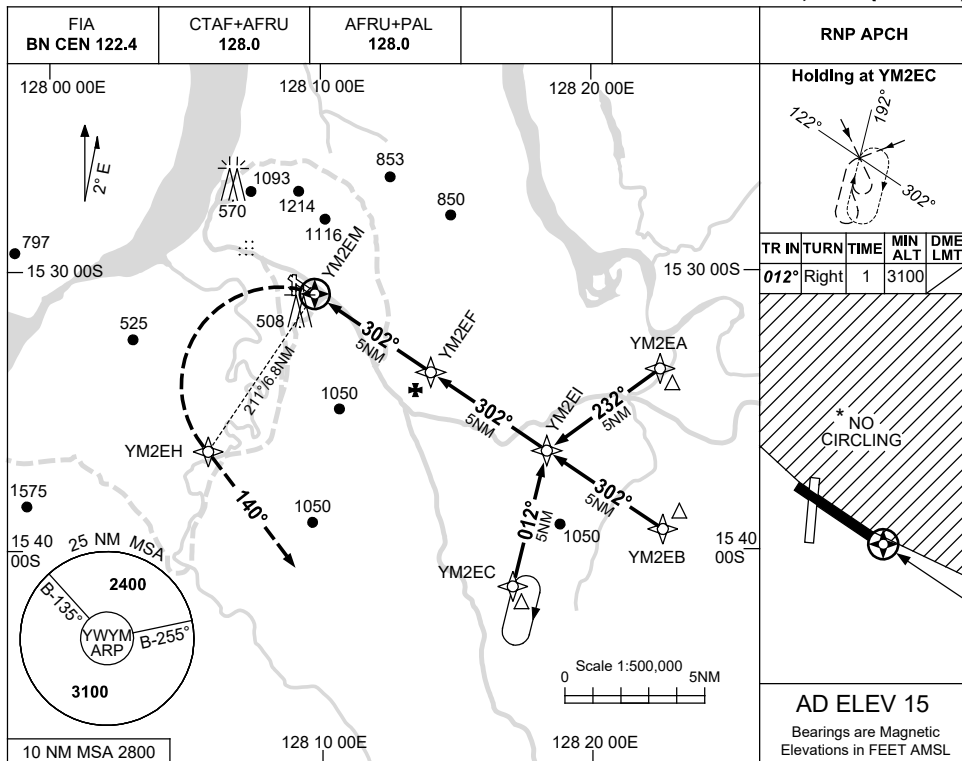 FIA
BN CEN 122.4
CTAF+AFRU
128.0
AFRU+PAL
128.0
RNP APCH
128 00 00E
128 10 00E
128 20 00E
Holding at YM2EC
122°
192°
302°
2° E
570
1093
1214
1116
853
850
797
YM2EM
15 30 00S
15 30 00S
TR IN TURN TIME MIN ALT DME LMT
012° Right 1 3100
508
525
302°
5NM
YM2EF
YM2EA
211°/6.8NM
1050
302°
5NM
YM2EI
232°
5NM
* NO
CIRCLING
YM2EH
140°
302°
5NM
012°
5NM
1575
1050
1050
YM2EB
15 40
00S
15 40
00S
25 NM MSA
2400
B-135°
B-255°
YWYM
ARP
3100
YM2EC
Scale 1:500,000
0
5NM
AD ELEV 15
Bearings are Magnetic
Elevations in FEET AMSL
10 NM MSA 2800
128 10 00E
128 20 00E